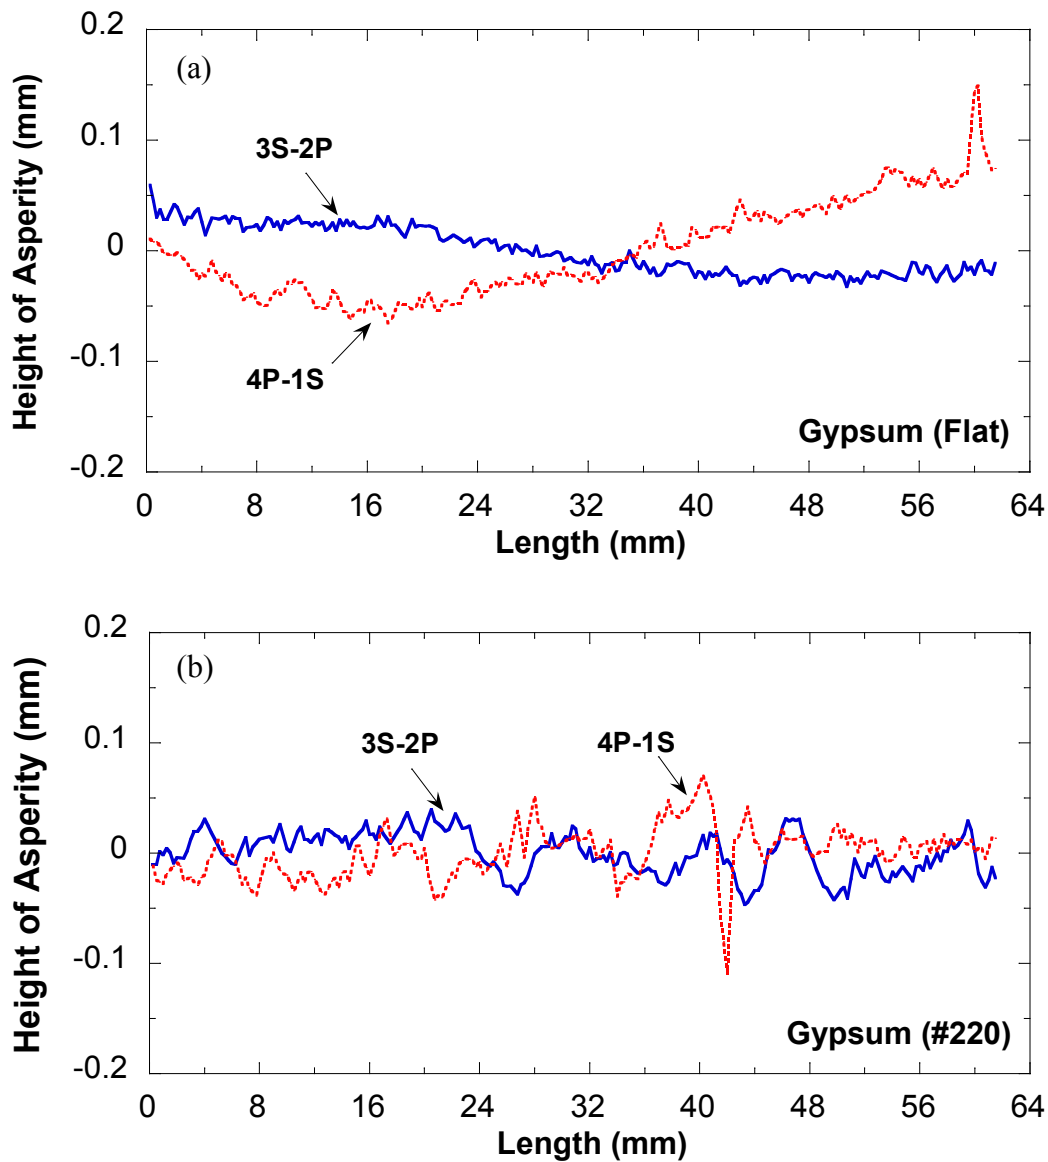 0.2
(a)
0.1
3S-2P
0
4P-1S
-0.1
Gypsum (Flat)
-0.2
0 8 16 24 32 40 48 56 64
Length (mm)
Height of Asperity (mm)
0.2
(b)
0.1
3S-2P 4P-1S
0
-0.1
Gypsum (#220)
-0.2
0 8 16 24 32 40 48 56 64
Length (mm)
Height of Asperity (mm)